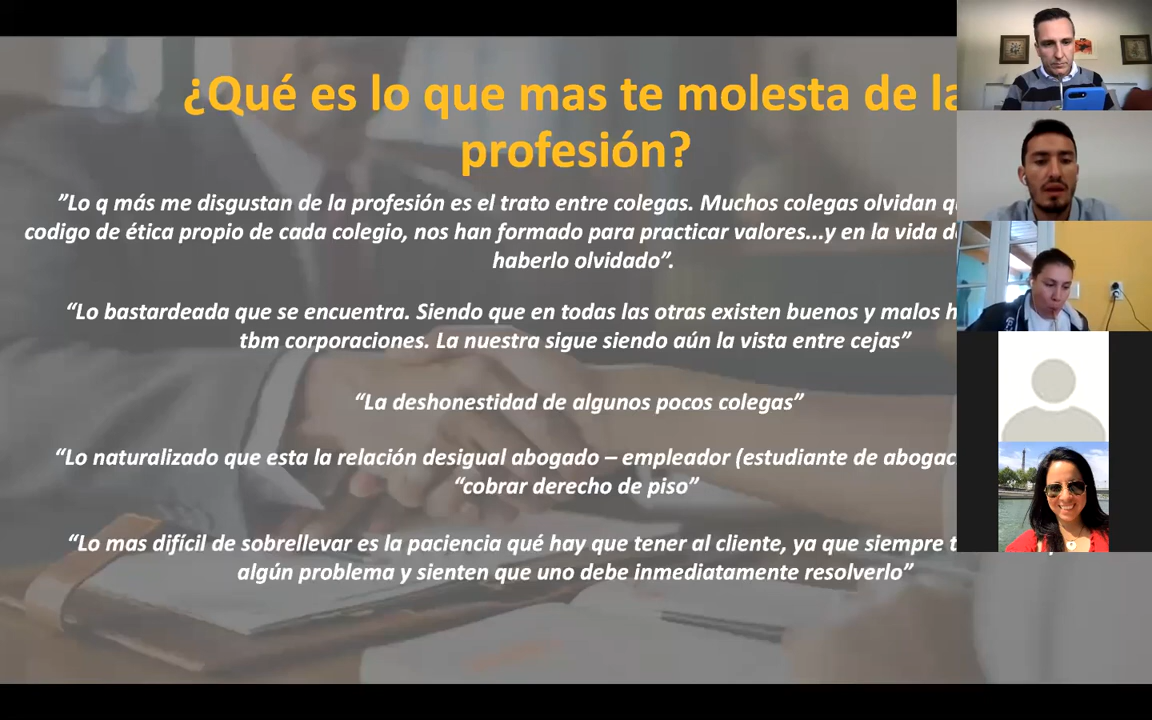 ¿Qué es lo que mas te molesta de la
profesión?
”Lo q más me disgustan de la profesión es el trato entre colegas. Muchos colegas olvidan
codigo de ética propio de cada colegio, nos han formado para practicar valores...y en la vida
haberlo olvidado”.
“Lo bastardeada que se encuentra. Siendo que en todas las otras existen buenos y malos
tbm corporaciones. La nuestra sigue siendo aún la vista entre cejas”
“La deshonestidad de algunos pocos colegas”
“Lo naturalizado que esta la relación desigual abogado – empleador (estudiante de
“cobrar derecho de piso”
“Lo mas difícil de sobrellevar es la paciencia qué hay que tener al cliente, ya que siempre
algún problema y sienten que uno debe inmediatamente resolverlo”